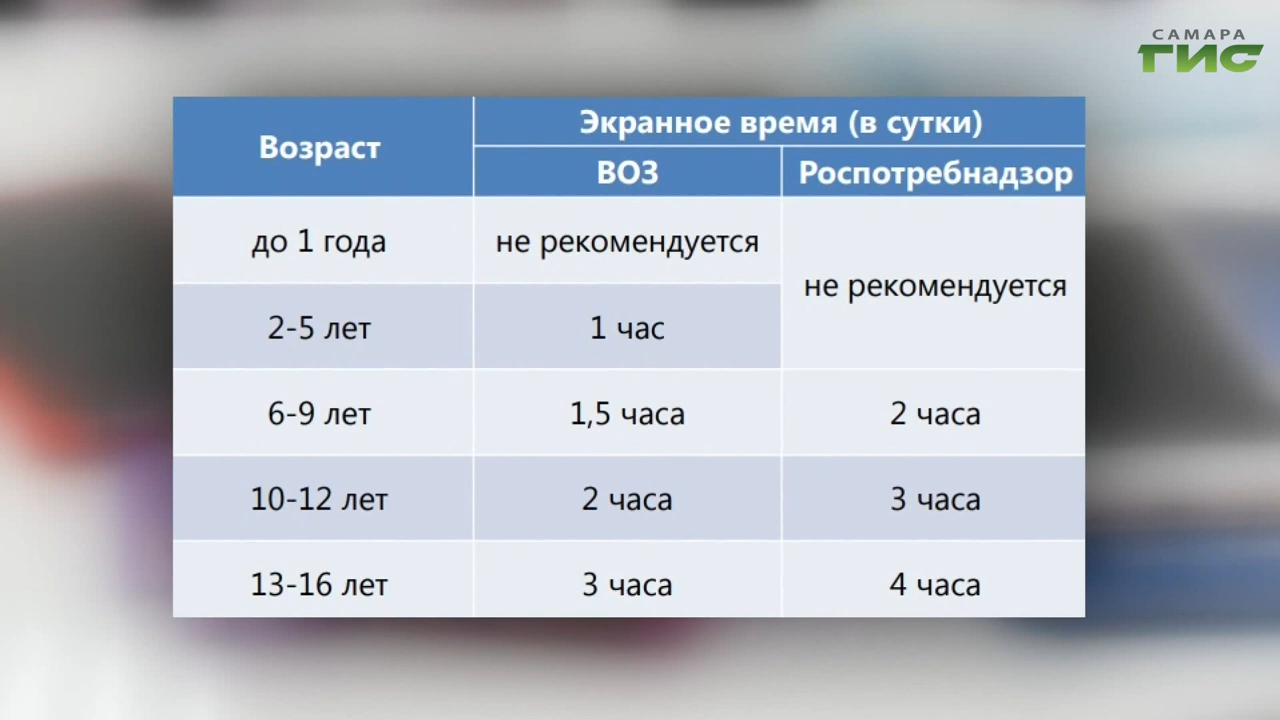 САМАРА
ГИС
Возраст
Экранное время (в сутки)
ВОЗ
Роспотребнадзор
до 1 года
не рекомендуется
не рекомендуется
2-5 лет
1 час
6-9 лет
1,5 часа
2 часа
10-12 лет
2 часа
3 часа
13-16 лет
3 часа
4 часа